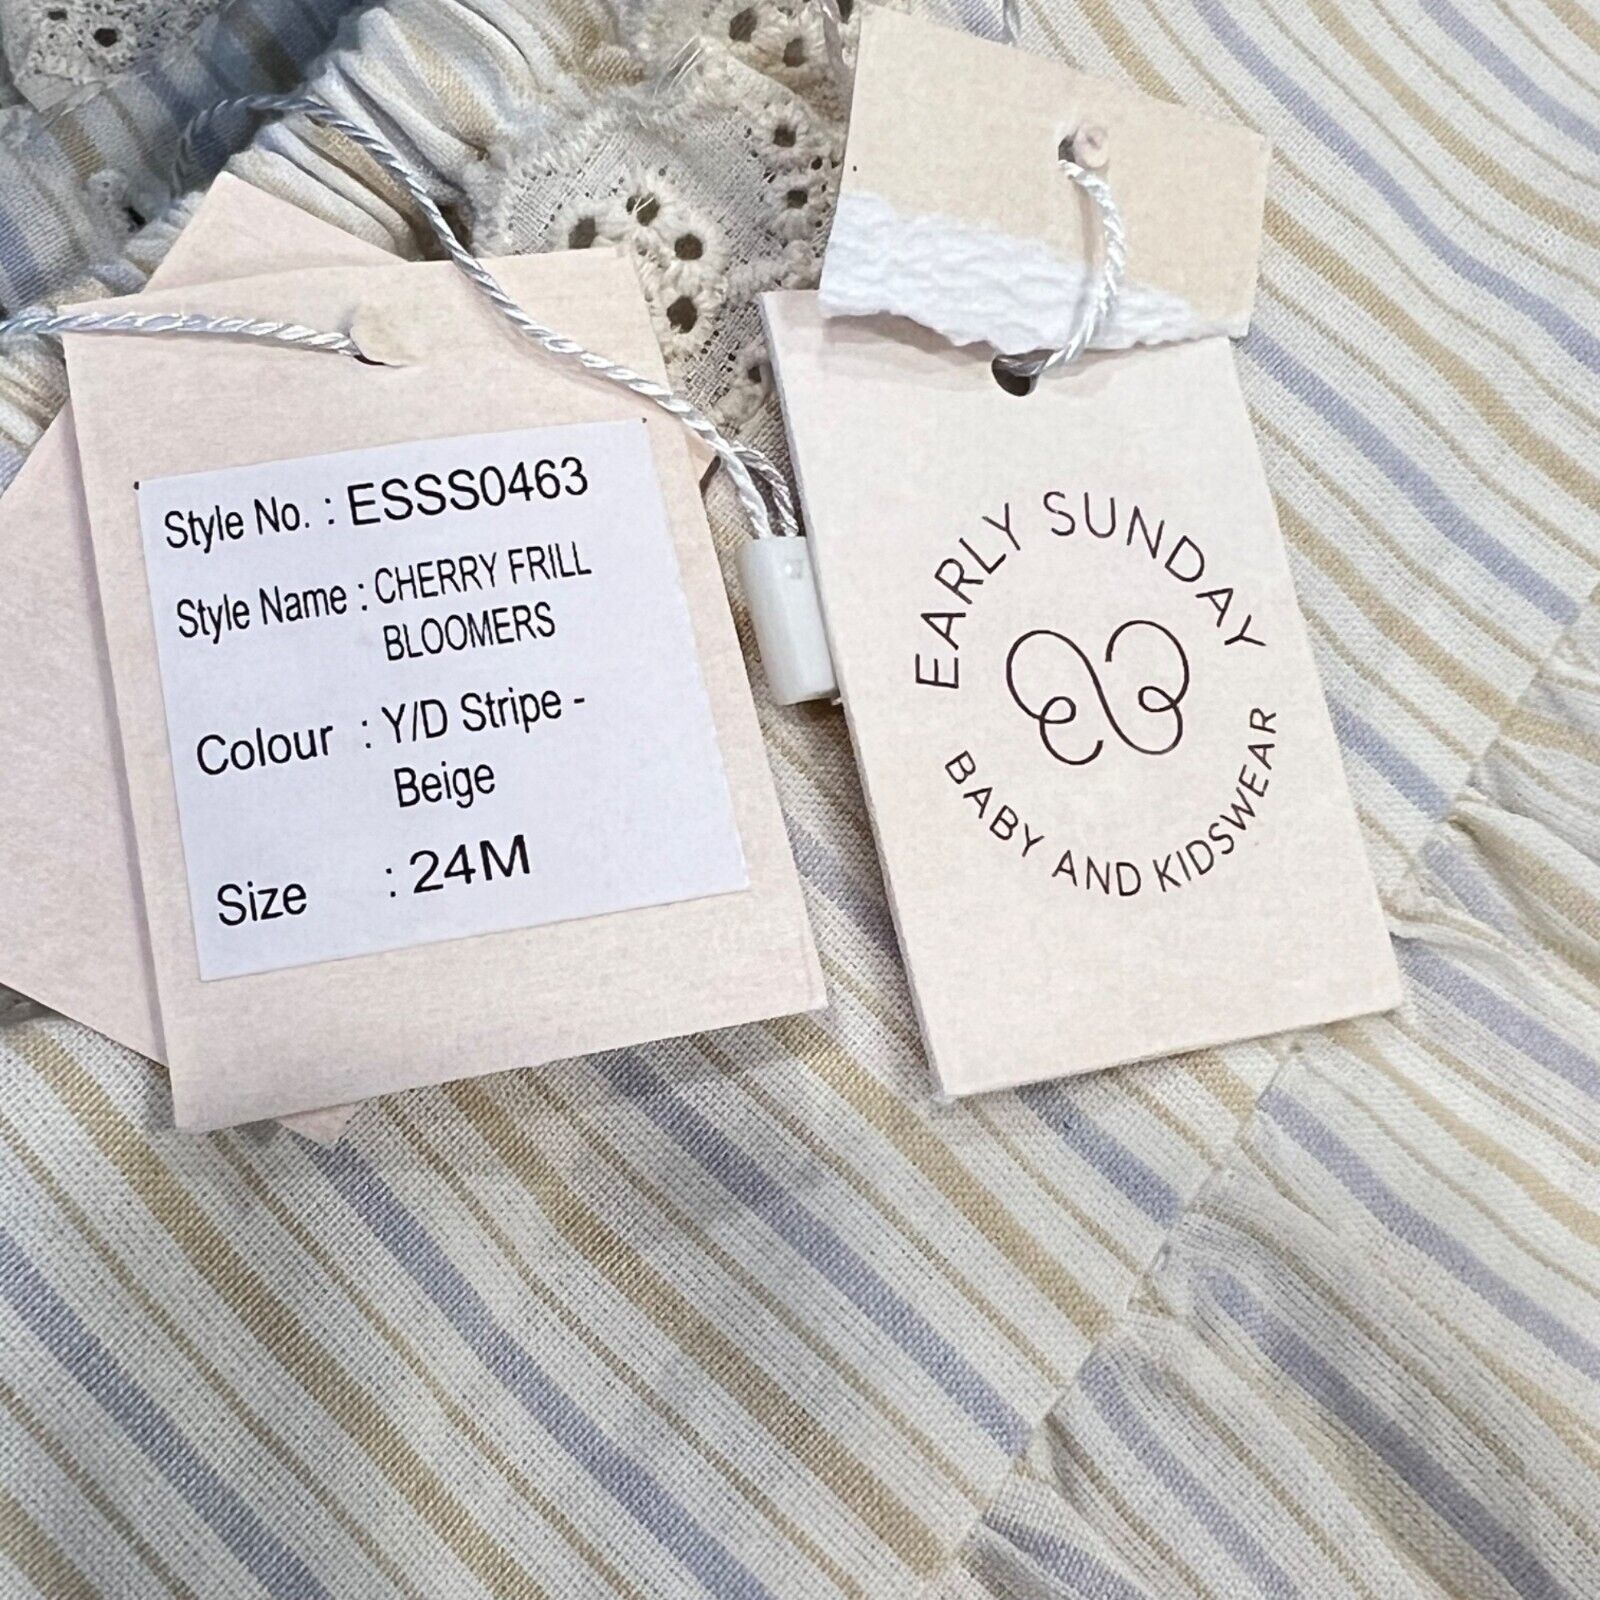 Style No. : ESSS0463
Style Name : CHERRY FRILL
BLOOMERS
Colour : Y/D Stripe -
Beige
Size : 24M
EARLY SUNDAY
BABY AND KIDSWEAR